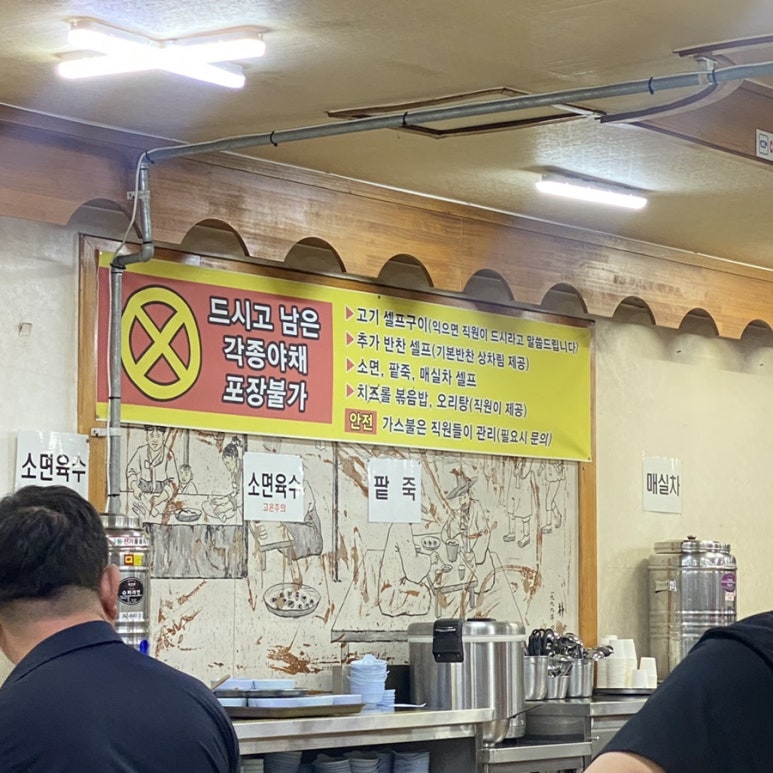 드시고 남은
각종야채
포장불가
▶고기 셀프구이(익으면 직원이 드시라고 말씀드립니다)
▶추가 반찬 셀프(기본반찬 상차림 제공)
▶소면, 팥죽, 매실차 셀프
▶치즈롤 볶음밥, 오리탕(직원이 제공)
안전 가스불은 직원들이 관리(필요시 문의)
소면육수
소면육수
고온주의
팥죽
매실차